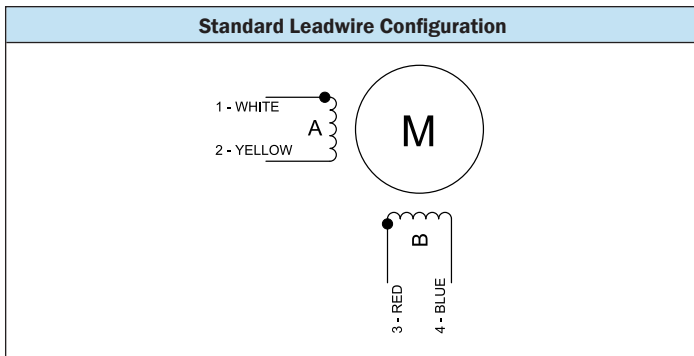 Standard Leadwire Configuration
1 - WHITE
A
2 - YELLOW
M
B
3 - RED
4 - BLUE